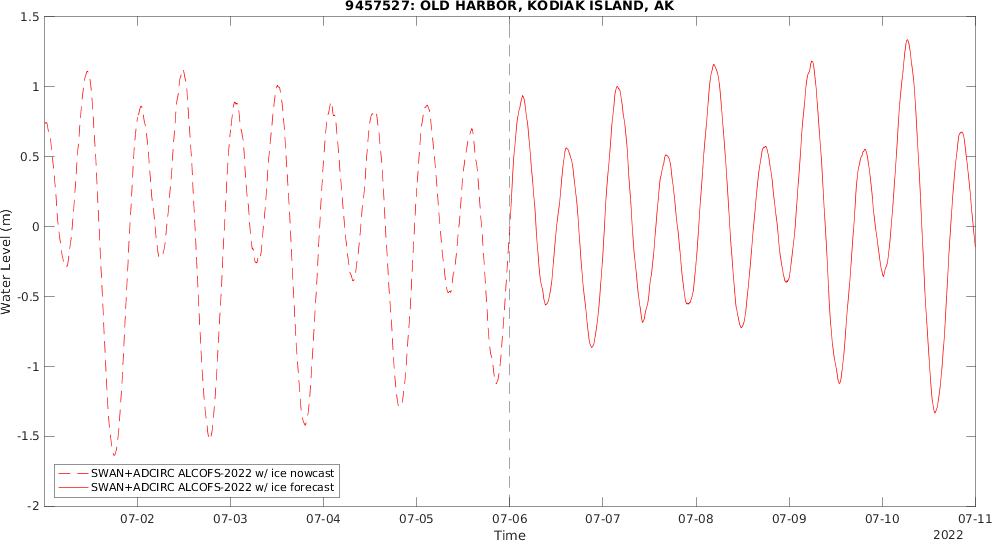 9457527: OLD HARBOR, KODIAK ISLAND, AK
Water Level (m)
1.5
1
0.5
0
-0.5
-1
-1.5
-2
SWAN+ADCIRC ALCOFS-2022 w/ ice nowcast
SWAN+ADCIRC ALCOFS-2022 w/ ice forecast
07-02 07-03 07-04 07-05 07-06 07-07 07-08 07-09 07-10 07-11
Time
2022